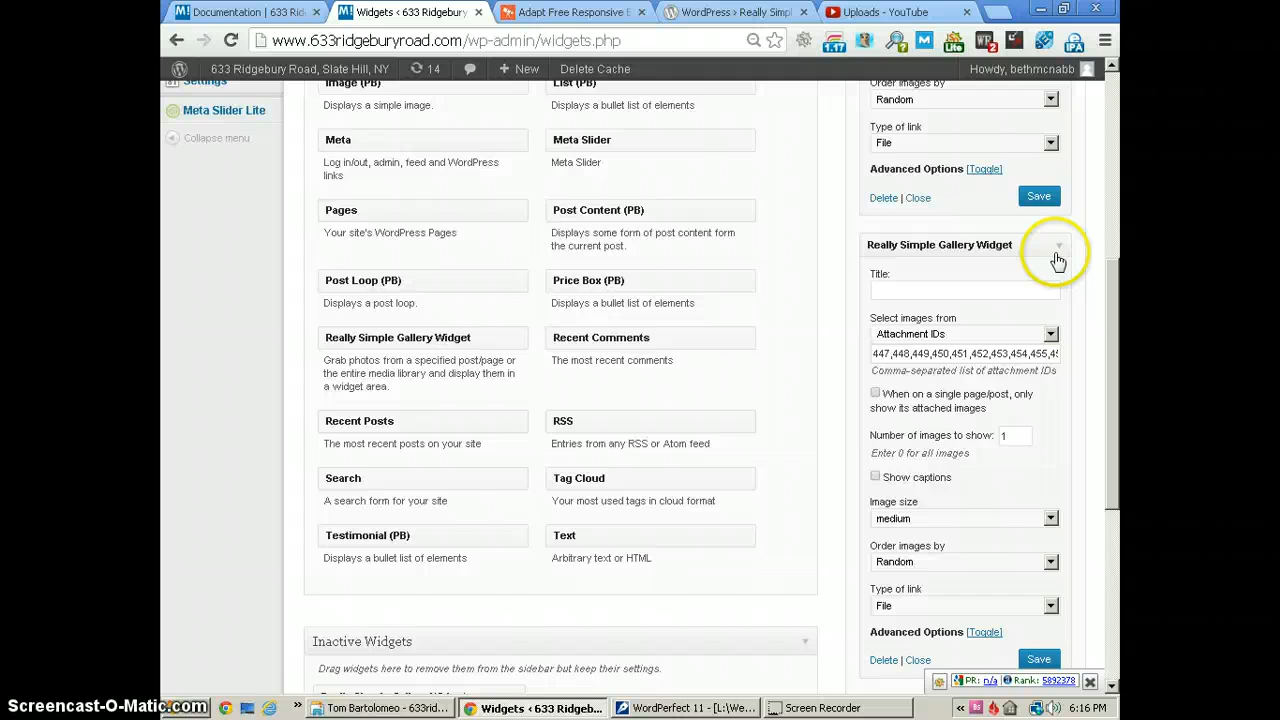 Documentation | 633 Rid
Widgets < 633 Ridgebury
Adapt Free Responsive E
WordPress › Really Simpl
Uploads - YouTube
www.633ridgeburyroad.com/wp-admin/widgets.php
1.17
Lite
2
iPA
633 Ridgebury Road, Slate Hill, NY
14
New
Delete Cache
Howdy, bethmcnabb
Settings
Meta Slider Lite
Collapse menu
Image (PB)
Displays a simple image.
List (PB)
Displays a bullet list of elements
Meta
Log in/out, admin, feed and WordPress
links
Meta Slider
Meta Slider
Pages
Your site's WordPress Pages
Post Content (PB)
Displays some form of post content form
the current post.
Post Loop (PB)
Displays a post loop.
Price Box (PB)
Displays a bullet list of elements
Really Simple Gallery Widget
Grab photos from a specified post/page or
the entire media library and display them in
a widget area.
Recent Comments
The most recent comments
Recent Posts
The most recent posts on your site
RSS
Entries from any RSS or Atom feed
Search
A search form for your site
Tag Cloud
Your most used tags in cloud format
Testimonial (PB)
Displays a bullet list of elements
Text
Arbitrary text or HTML
Inactive Widgets
Drag widgets here to remove them from the sidebar but keep their settings.
Order images by
Random
Type of link
File
Advanced Options [Toggle]
Delete | Close
Save
Really Simple Gallery Widget
Title:
Select images from
Attachment IDs
447,448,449,450,451,452,453,454,455,45
Comma-separated list of attachment IDs
When on a single page/post, only
show its attached images
Number of images to show: 1
Enter 0 for all images
Show captions
Image size
medium
Order images by
Random
Type of link
File
Advanced Options [Toggle]
Delete | Close
Save
PR: n/a
Rank: 5892378
Screencast-O-Matic.com
Tom Bartolomeo - c633rid...
Widgets < 633 Ridgebu...
WordPerfect 11 - [L:\We...
Screen Recorder
6:16 PM